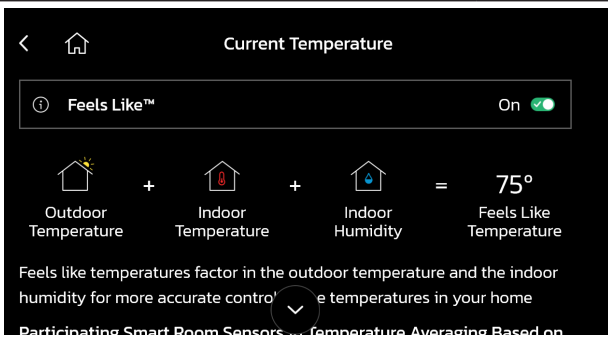 Current Temperature
Feels Like™ On
+ + = 75°
Outdoor Temperature
Indoor Temperature
Indoor Humidity
Feels Like Temperature
Feels like temperatures factor in the outdoor temperature and the indoor
humidity for more accurate control e temperatures in your home
Participating Smart Room Sensors Temperature Averaging Based on